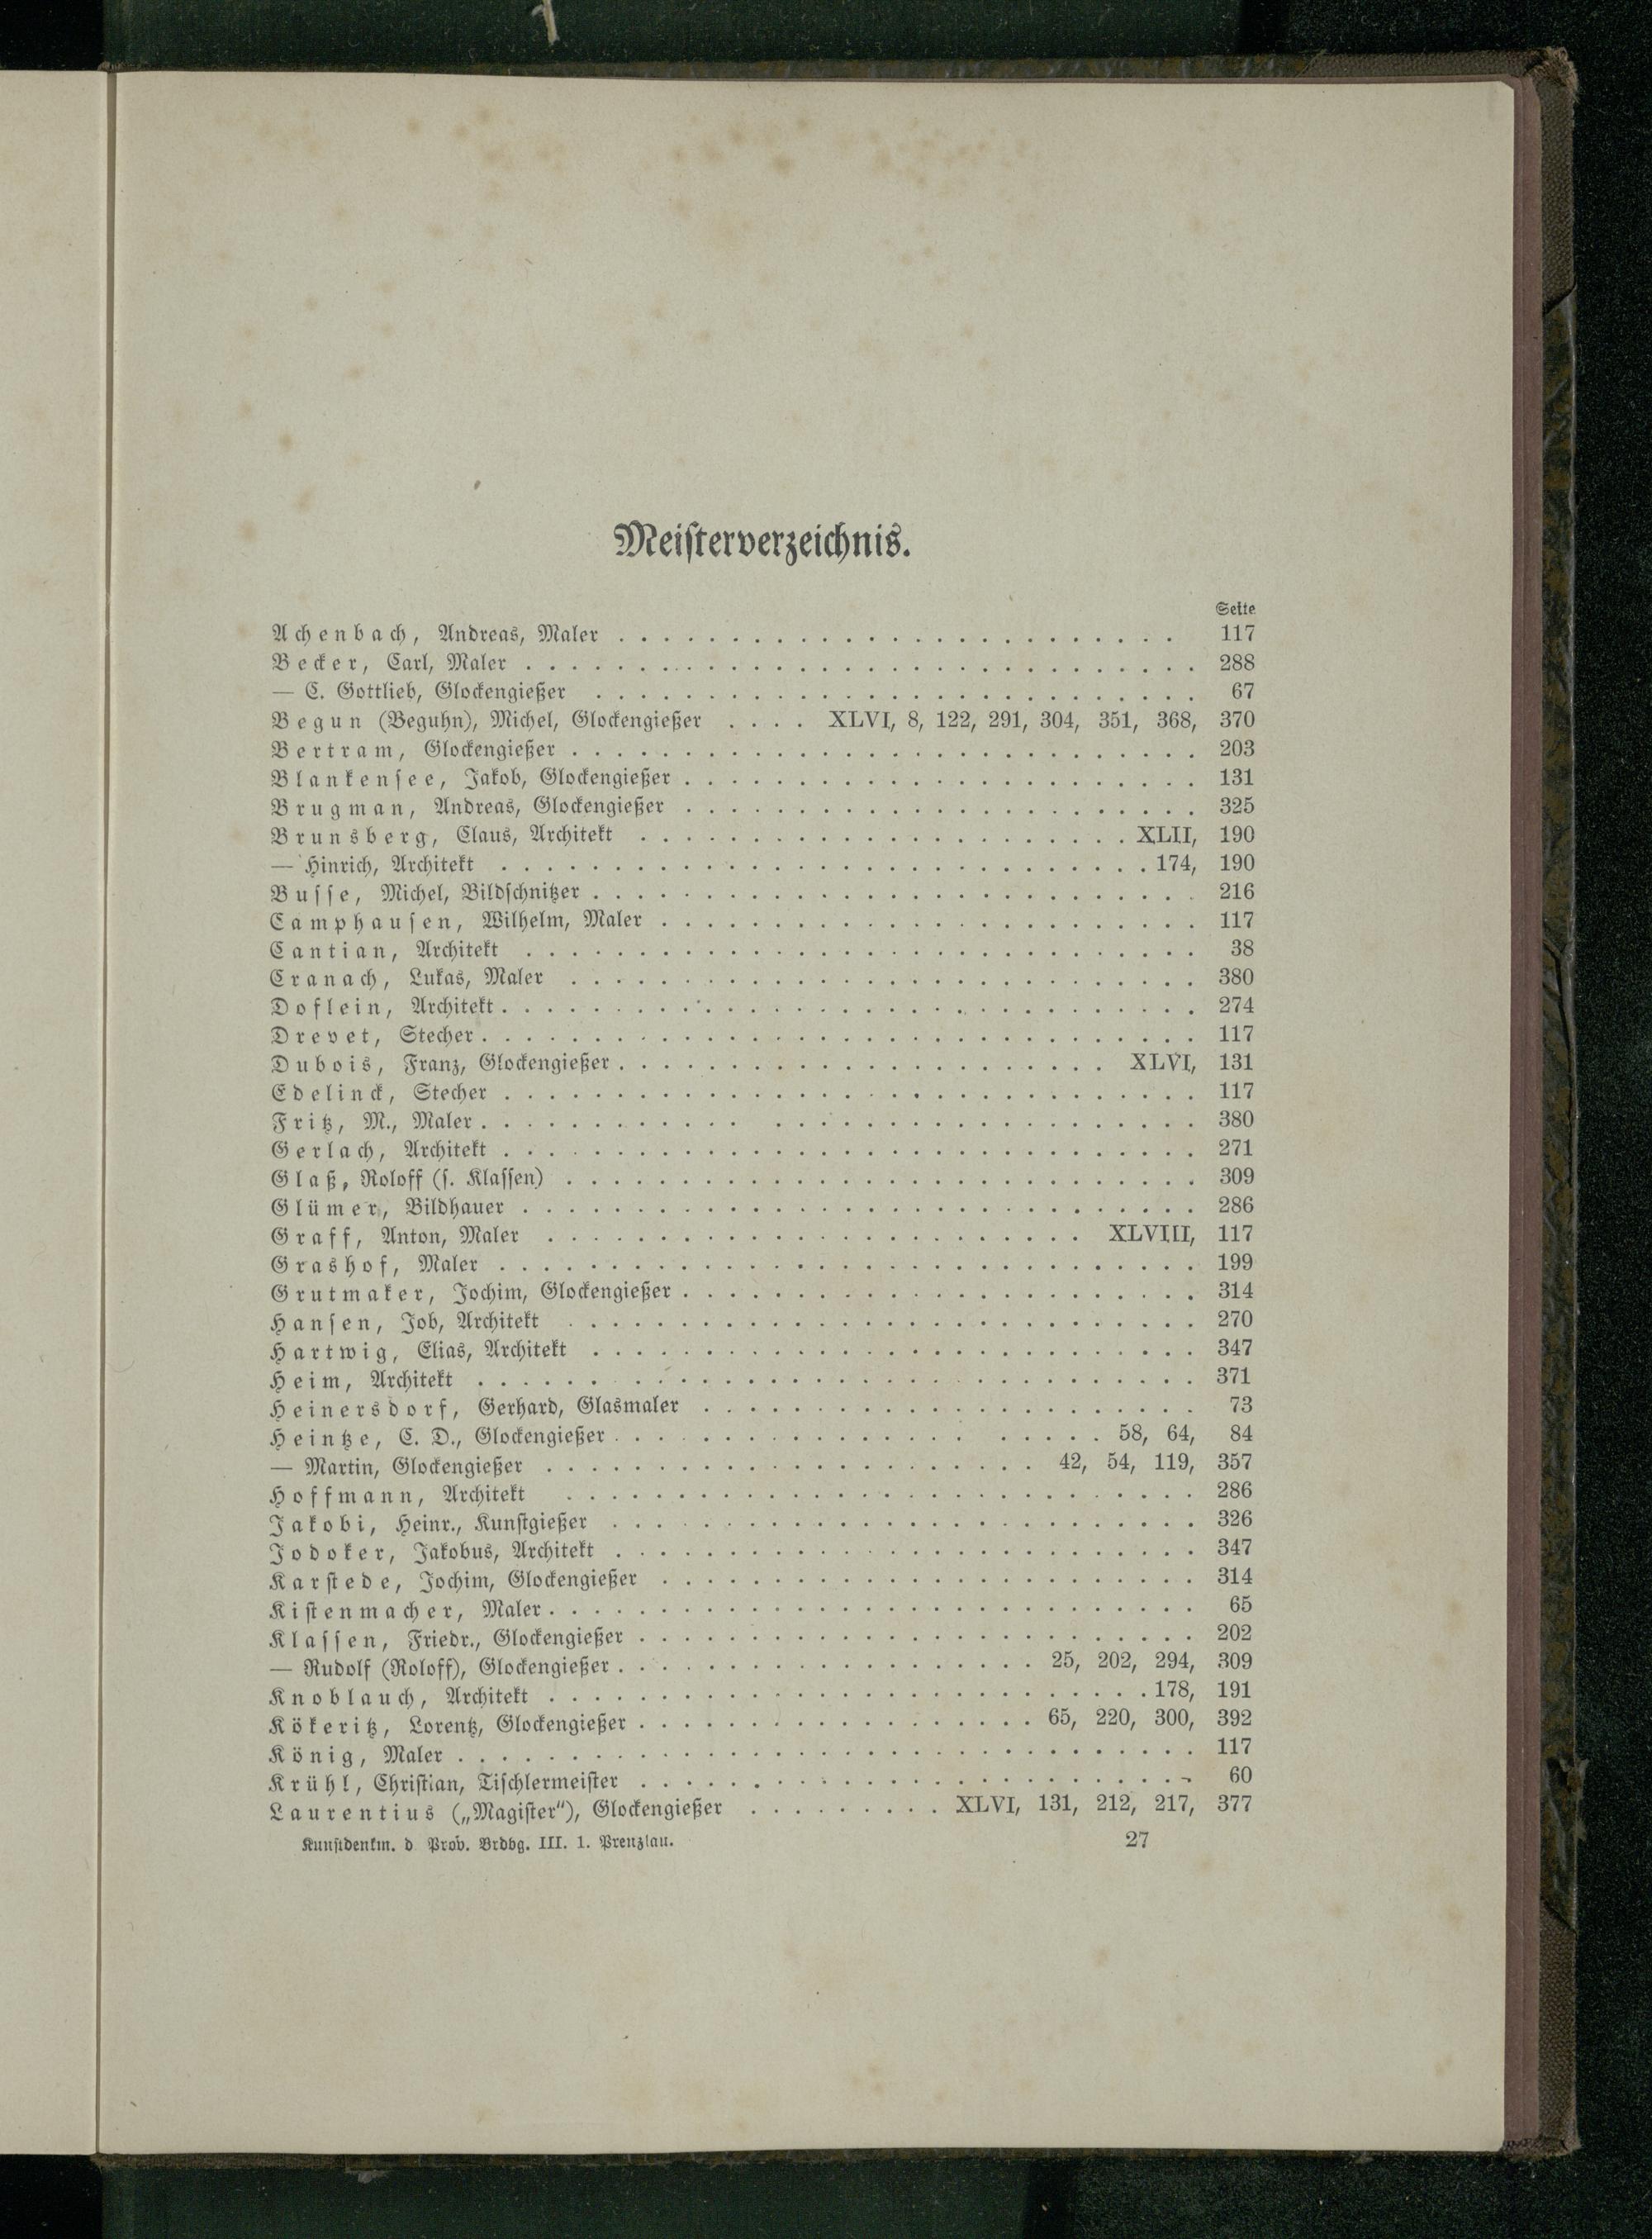 Meisterverzeichnis.
Seite
Achenbach, Andreas, Maler . . . . . . . . . . . . . . . . . . . . . . . . . 117
Becker, Carl, Maler . . . . . . . . . . . . . . . . . . . . . . . . . . . . . . 288
— C. Gottlieb, Glockengießer . . . . . . . . . . . . . . . . . . . . . . . . . . . 67
Begun (Beguhn), Michel, Glockengießer . . . . XLVI, 8, 122, 291, 304, 351, 368, 370
Bertram, Glockengießer . . . . . . . . . . . . . . . . . . . . . . . . . . . . 203
Blankensee, Jakob, Glockengießer . . . . . . . . . . . . . . . . . . . . . . . 131
Brugman, Andreas, Glockengießer . . . . . . . . . . . . . . . . . . . . . . . 325
Brunsberg, Claus, Architekt . . . . . . . . . . . . . . . . . . . . . . XLII, 190
— Hinrich, Architekt . . . . . . . . . . . . . . . . . . . . . . . . . . . . . 174, 190
Busse, Michel, Bildschnitzer . . . . . . . . . . . . . . . . . . . . . . . . . . . 216
Camphausen, Wilhelm, Maler . . . . . . . . . . . . . . . . . . . . . . . . 117
Cantian, Architekt . . . . . . . . . . . . . . . . . . . . . . . . . . . . . . 38
Cranach, Lukas, Maler . . . . . . . . . . . . . . . . . . . . . . . . . . . . 380
Doflein, Architekt . . . . . . . . . . . . . . . . . . . . . . . . . . . . . . . 274
Drevet, Stecher . . . . . . . . . . . . . . . . . . . . . . . . . . . . . . . . 117
Dubois, Franz, Glockengießer . . . . . . . . . . . . . . . . . . . . . . XLVI, 131
Edelinck, Stecher . . . . . . . . . . . . . . . . . . . . . . . . . . . . . . . 117
Fritz, M., Maler . . . . . . . . . . . . . . . . . . . . . . . . . . . . . . . . 380
Gerlach, Architekt . . . . . . . . . . . . . . . . . . . . . . . . . . . . . . . 271
Glaß, Roloff (s. Klassen) . . . . . . . . . . . . . . . . . . . . . . . . . . . . 309
Glümer, Bildhauer . . . . . . . . . . . . . . . . . . . . . . . . . . . . . . 286
Graff, Anton, Maler . . . . . . . . . . . . . . . . . . . . . . . . XLVIII, 117
Grashof, Maler . . . . . . . . . . . . . . . . . . . . . . . . . . . . . . . 199
Grutmaker, Jochim, Glockengießer . . . . . . . . . . . . . . . . . . . . . . . 314
Hansen, Job, Architekt . . . . . . . . . . . . . . . . . . . . . . . . . . . . 270
Hartwig, Elias, Architekt . . . . . . . . . . . . . . . . . . . . . . . . . . . 347
Heim, Architekt . . . . . . . . . . . . . . . . . . . . . . . . . . . . . . . 371
Heinersdorf, Gerhard, Glasmaler . . . . . . . . . . . . . . . . . . . . . . 73
Heintze, C. D., Glockengießer . . . . . . . . . . . . . . . . . . . . . 58, 64, 84
— Martin, Glockengießer . . . . . . . . . . . . . . . . . . . . . . 42, 54, 119, 357
Hoffmann, Architekt . . . . . . . . . . . . . . . . . . . . . . . . . . . . 286
Jakobi, Heinr., Kunstgießer . . . . . . . . . . . . . . . . . . . . . . . . . . 326
Jodoker, Jakobus, Architekt . . . . . . . . . . . . . . . . . . . . . . . . . . 347
Karstede, Jochim, Glockengießer . . . . . . . . . . . . . . . . . . . . . . . . 314
Kistenmacher, Maler . . . . . . . . . . . . . . . . . . . . . . . . . . . . . 65
Klassen, Friedr., Glockengießer . . . . . . . . . . . . . . . . . . . . . . . . . 202
— Rudolf (Roloff), Glockengießer . . . . . . . . . . . . . . . . . . . 25, 202, 294, 309
Knoblauch, Architekt . . . . . . . . . . . . . . . . . . . . . . . . . . . 178, 191
Kökeritz, Lorentz, Glockengießer . . . . . . . . . . . . . . . . . . 65, 220, 300, 392
König, Maler . . . . . . . . . . . . . . . . . . . . . . . . . . . . . . . . . 117
Krühl, Christian, Tischlermeister . . . . . . . . . . . . . . . . . . . . . . . . . 60
Laurentius („Magister“), Glockengießer . . . . . . . . . XLVI, 131, 212, 217, 377
Kunstdenkm. d. Prov. Brdbg. III. 1. Prenzlau. 27